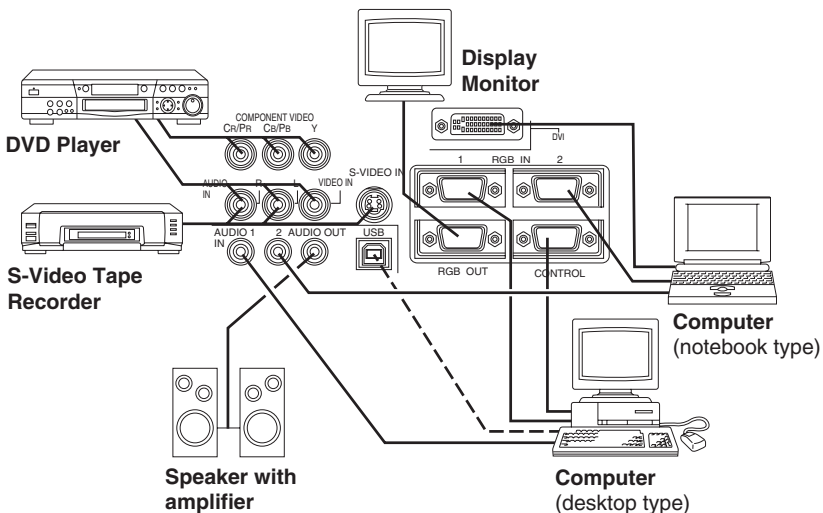 Display
Monitor
DVD Player
COMPONENT VIDEO
CR/PR CB/PB Y
DVI
1 RGB IN 2
S-VIDEO IN
AUDIO
IN
R L VIDEO IN
AUDIO 1 2 AUDIO OUT USB
IN
RGB OUT CONTROL
S-Video Tape
Recorder
Computer
(notebook type)
Speaker with
amplifier
Computer
(desktop type)